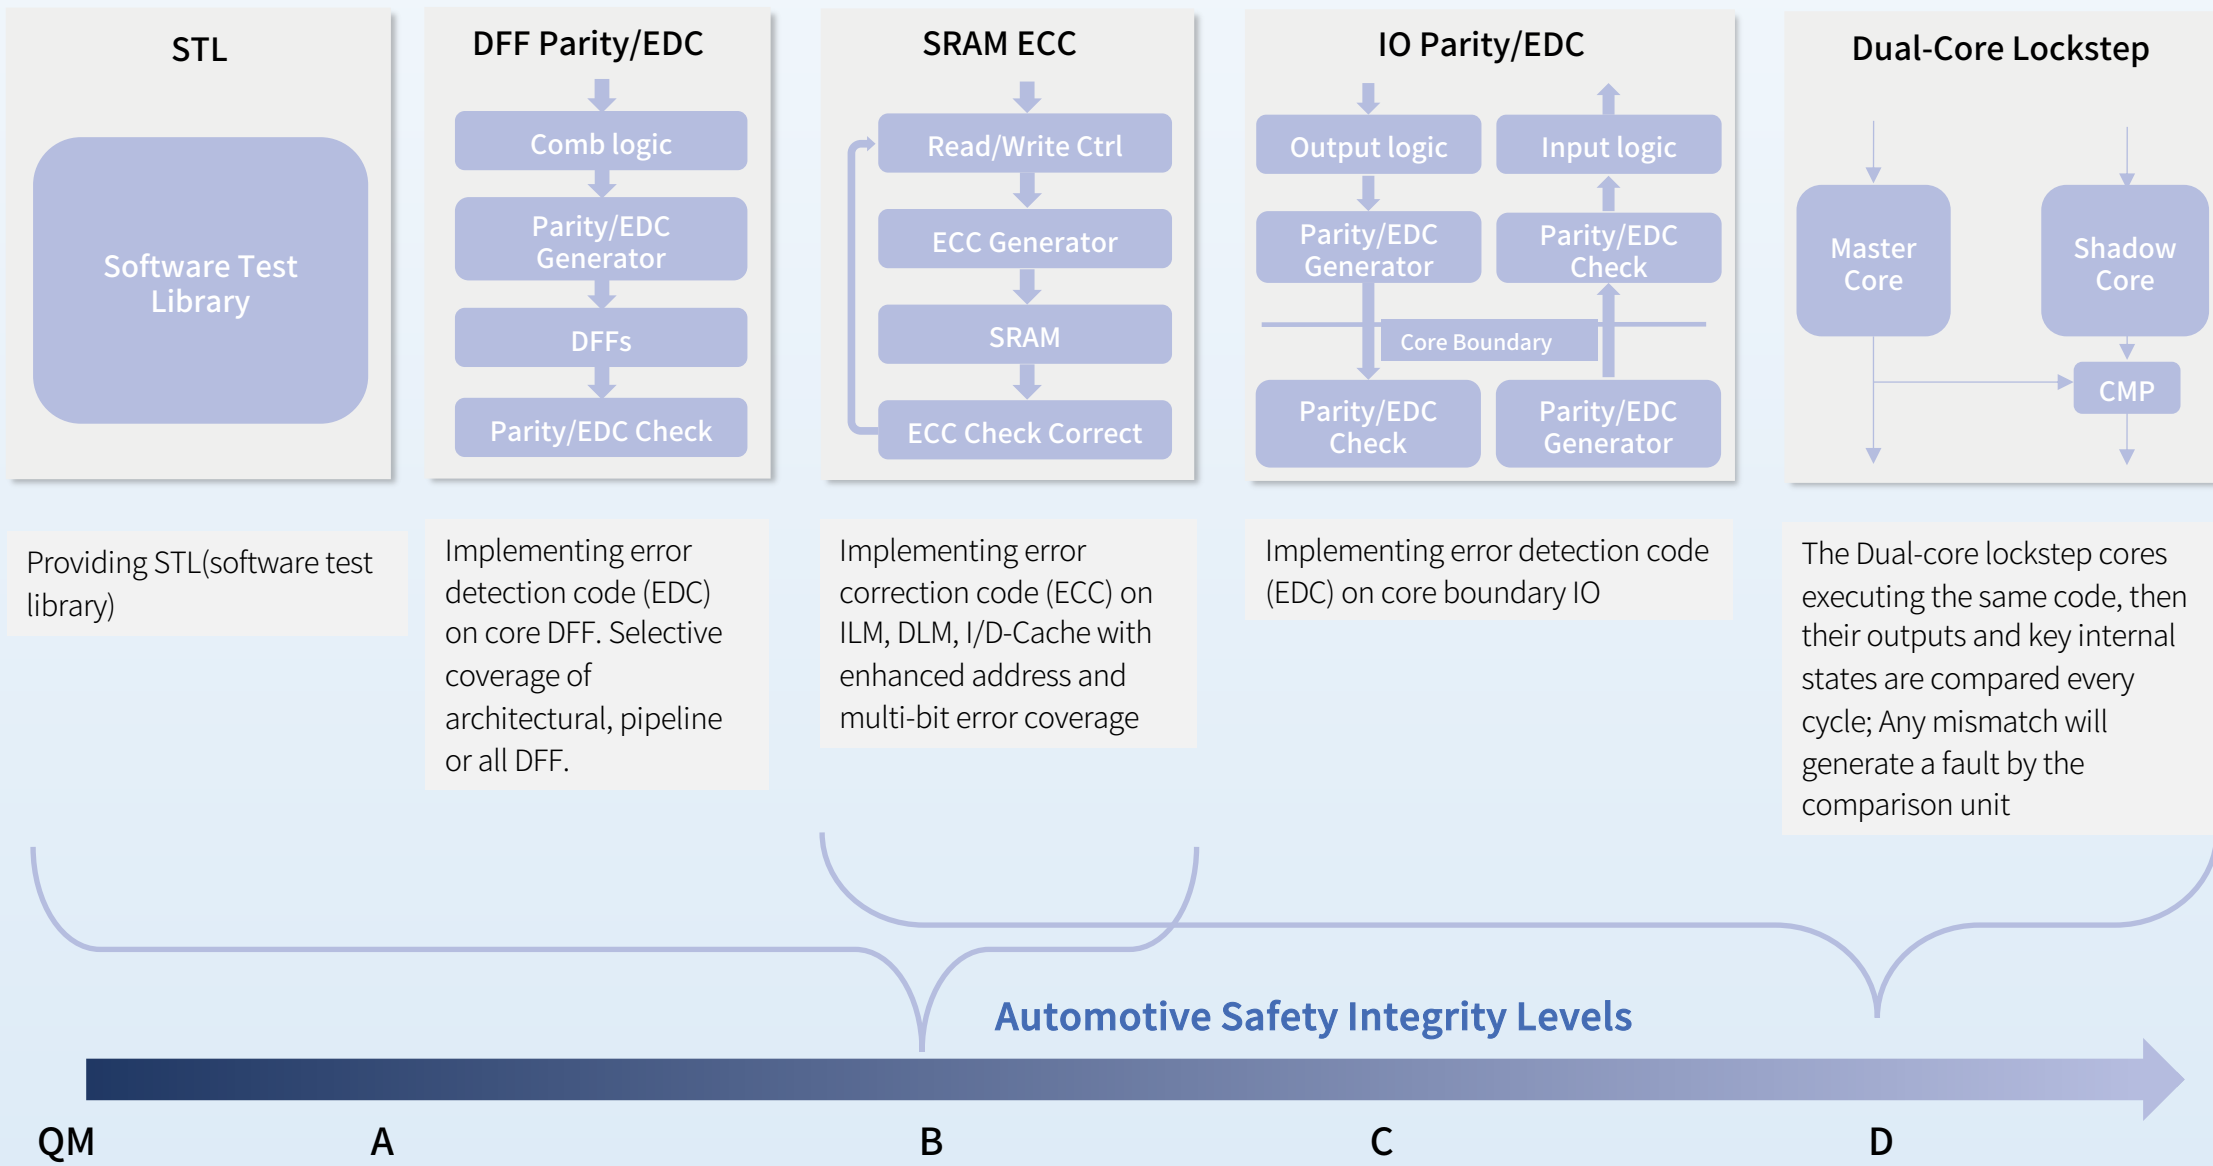 STL
Software Test
Library
Providing STL(software test
library)
DFF Parity/EDC
Comb logic
Parity/EDC
Generator
DFFs
Parity/EDC Check
Implementing error
detection code (EDC)
on core DFF. Selective
coverage of
architectural, pipeline
or all DFF.
SRAM ECC
Read/Write Ctrl
ECC Generator
SRAM
ECC Check Correct
Implementing error
correction code (ECC) on
ILM, DLM, I/D-Cache with
enhanced address and
multi-bit error coverage
IO Parity/EDC
Output logic
Input logic
Parity/EDC
Generator
Parity/EDC
Check
Core Boundary
Parity/EDC
Check
Parity/EDC
Generator
Implementing error detection code
(EDC) on core boundary IO
Dual-Core Lockstep
Master
Core
Shadow
Core
CMP
The Dual-core lockstep cores
executing the same code, then
their outputs and key internal
states are compared every
cycle; Any mismatch will
generate a fault by the
comparison unit
Automotive Safety Integrity Levels
QM A B C D